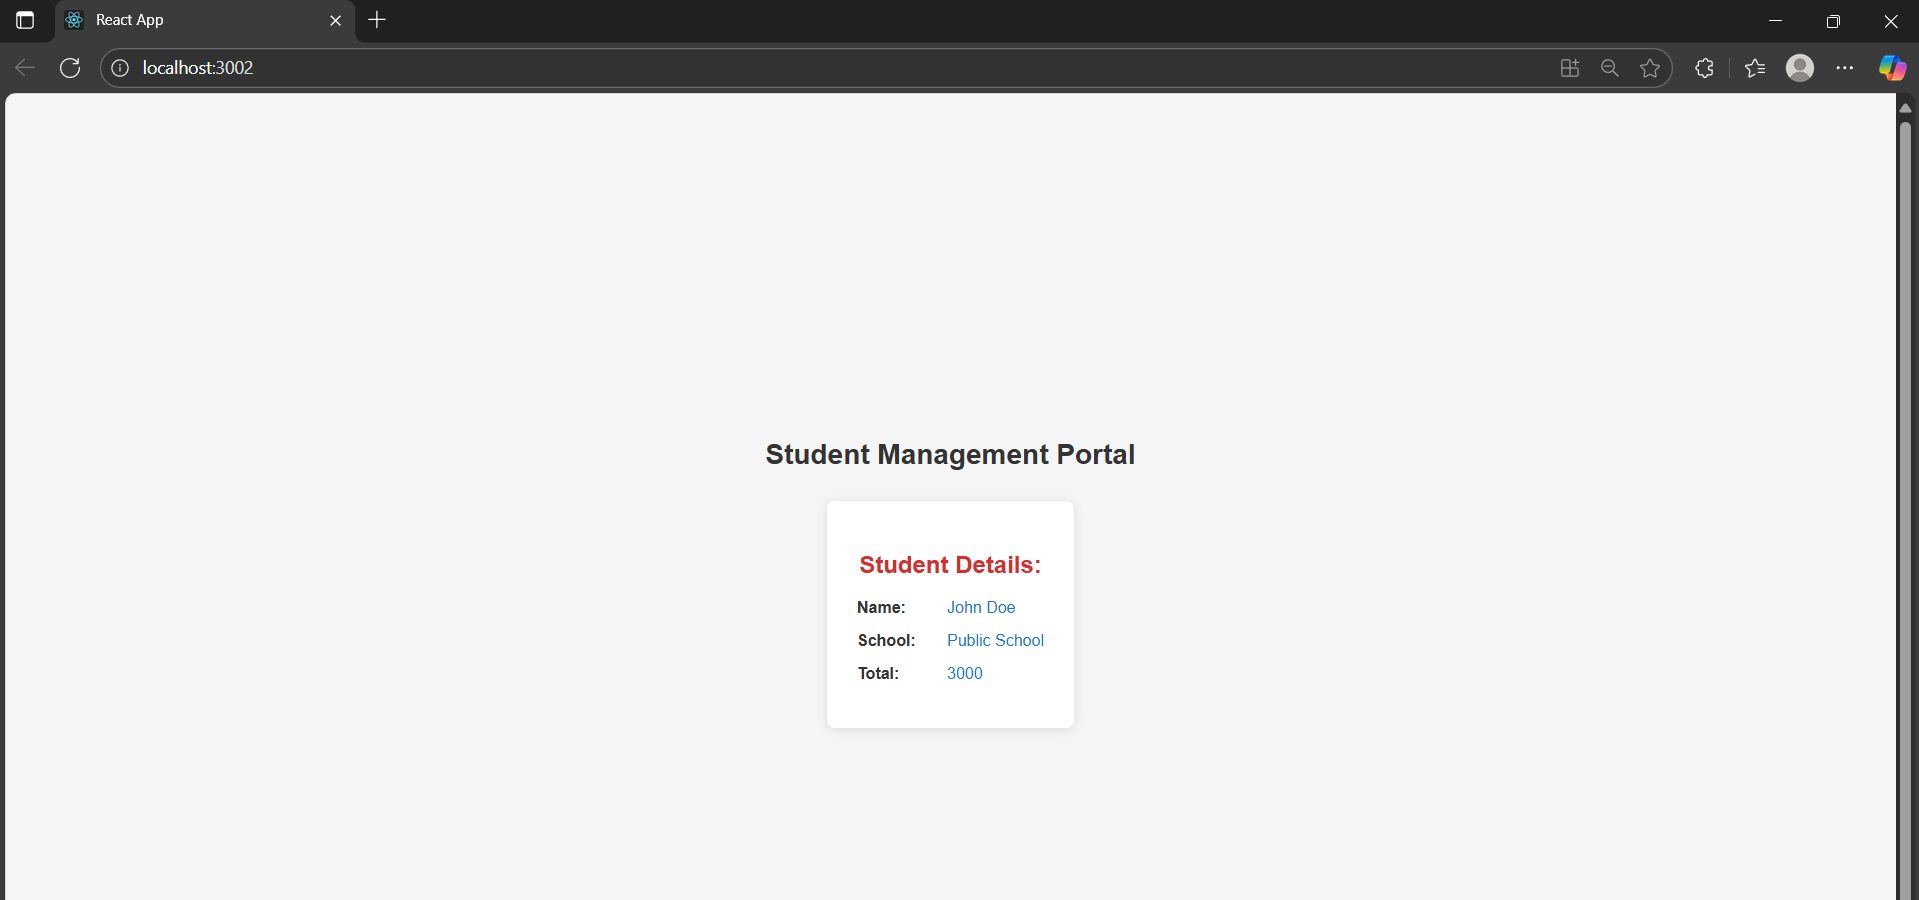 React App
localhost:3002
Student Management Portal
Student Details:
Name: John Doe
School: Public School
Total: 3000